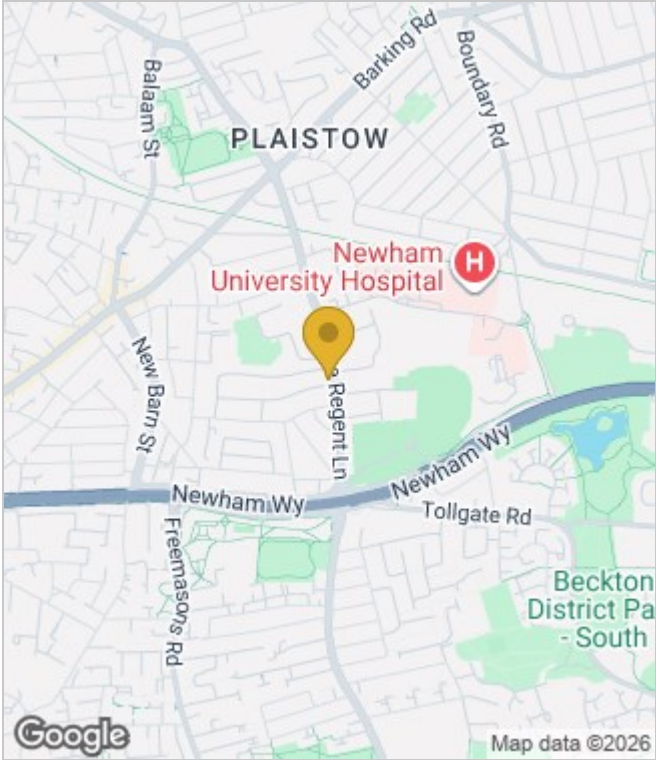 Barking Rd
Boundary Rd
Balaam St
PLAISTOW
Newham
University Hospital
H
New Barn St
Regent Ln
Newham Wy
Newham Wy
Tollgate Rd
Freemasons Rd
Beckton
District Pa
- South
Google
Map data ©2026